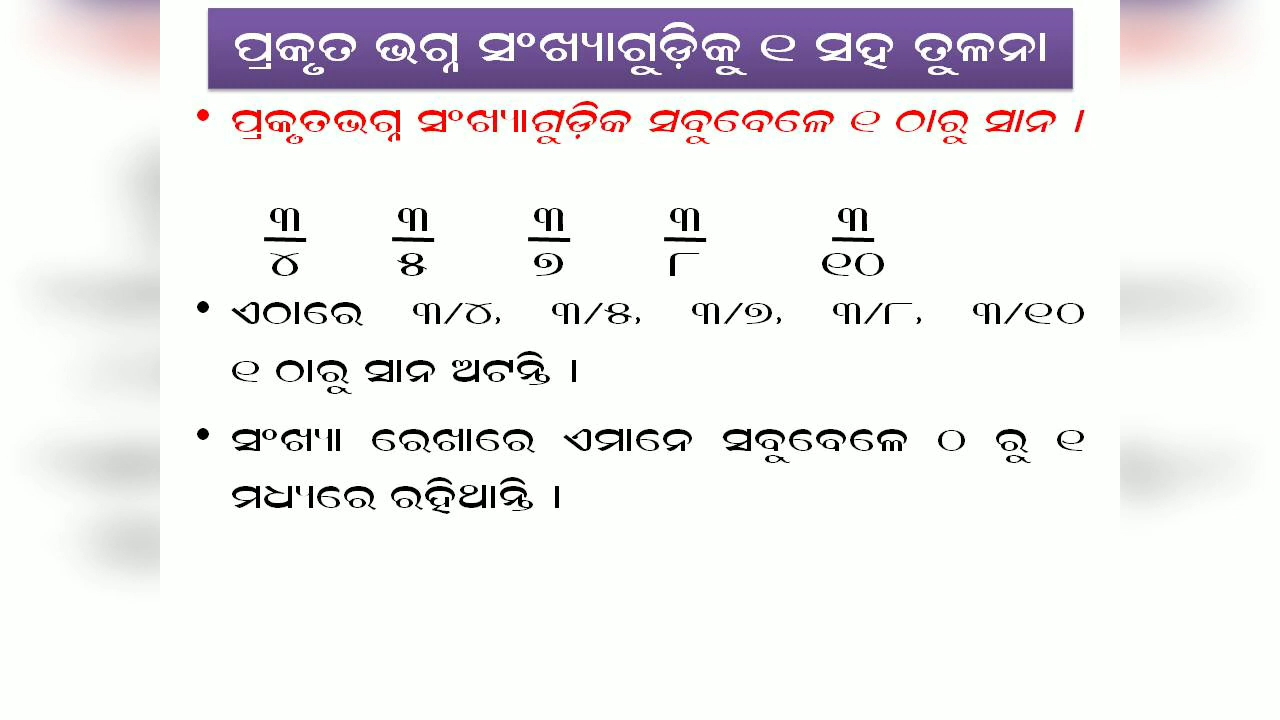 ପ୍ରକୃତ ଭଗ୍ନ ସଂଖ୍ୟାଗୁଡ଼ିକୁ ୧ ସହ ତୁଳନା
• ପ୍ରକୃତଭଗ୍ନ ସଂଖ୍ୟାଗୁଡ଼ିକ ସବୁବେଳେ ୧ ଠାରୁ ସାନ ।
୩ ୩ ୩ ୩ ୩
୪ ୫ ୭ ୮ ୧୦
• ଏଠାରେ ୩/୪, ୩/୫, ୩/୭, ୩/୮, ୩/୧୦
୧ ଠାରୁ ସାନ ଅଟନ୍ତି ।
• ସଂଖ୍ୟା ରେଖାରେ ଏମାନେ ସବୁବେଳେ ୦ ରୁ ୧
ମଧ୍ୟରେ ରହିଥାନ୍ତି ।